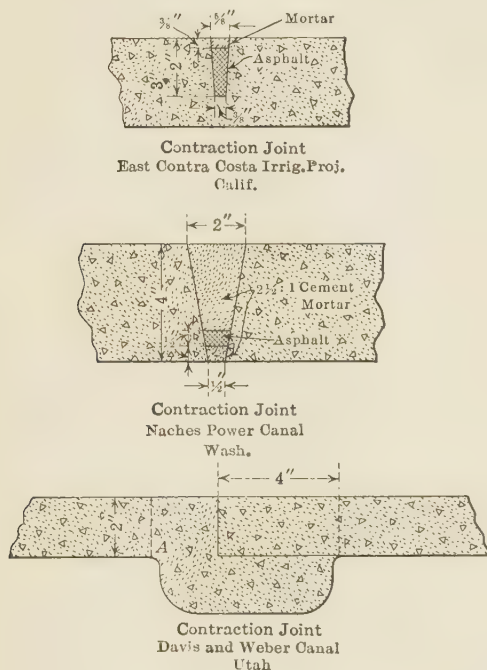 ⅝"
⅜"
Mortar
2"
Asphalt
⅜"
Contraction Joint
East Contra Costa Irrig. Proj.
Calif.
2"
4"
2½:1 Cement
Mortar
Asphalt
½"
Contraction Joint
Naches Power Canal
Wash.
4"
2"
A
Contraction Joint
Davis and Weber Canal
Utah